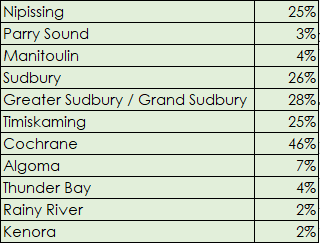 Nipissing 25%
Parry Sound 3%
Manitoulin 4%
Sudbury 26%
Greater Sudbury / Grand Sudbury 28%
Timiskaming 25%
Cochrane 46%
Algoma 7%
Thunder Bay 4%
Rainy River 2%
Kenora 2%